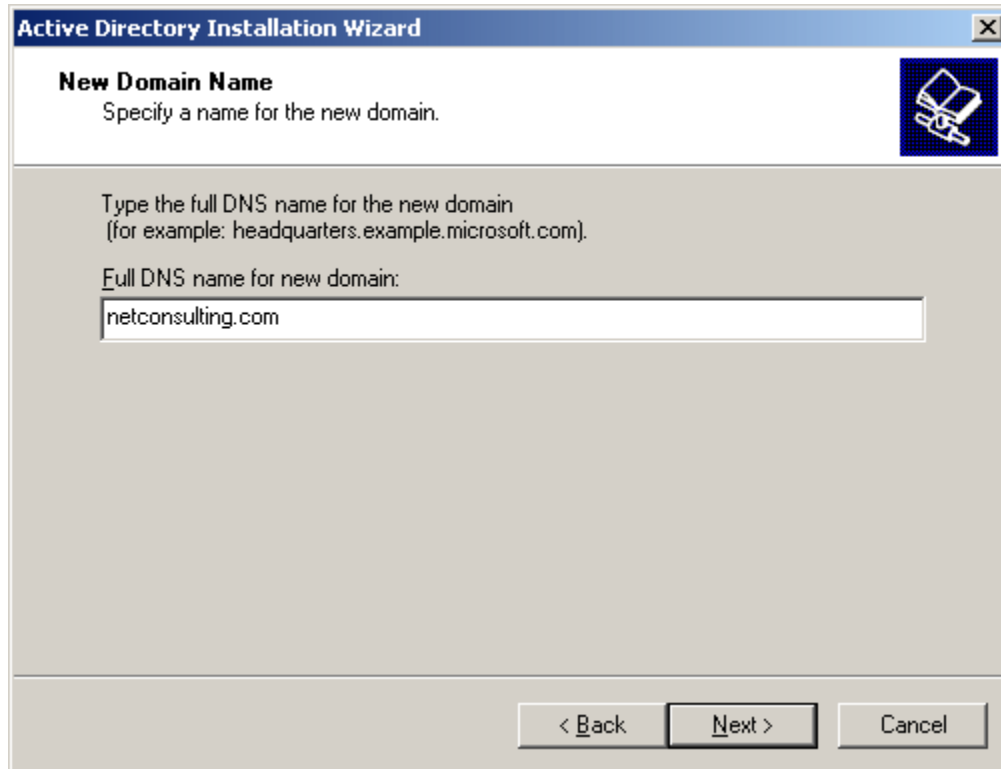 Active Directory Installation Wizard
New Domain Name
Specify a name for the new domain.
Type the full DNS name for the new domain
(for example: headquarters.example.microsoft.com).
Full DNS name for new domain:
netconsulting.com
< Back Next > Cancel